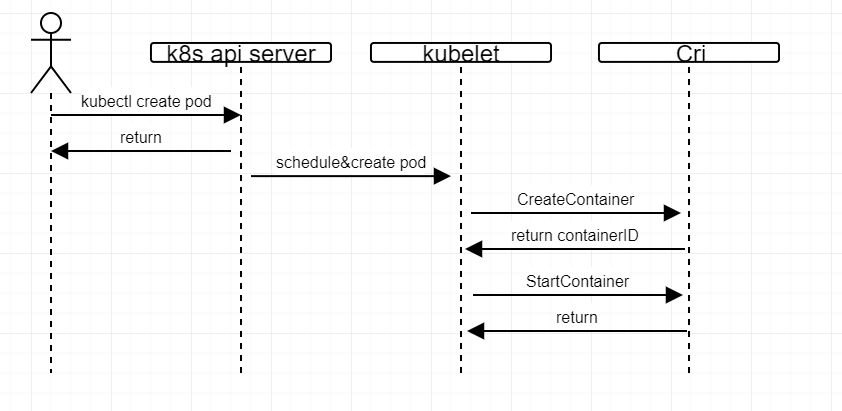 k8s api server
kubelet
Cri
kubectl create pod
return
schedule&create pod
CreateContainer
return containerID
StartContainer
return